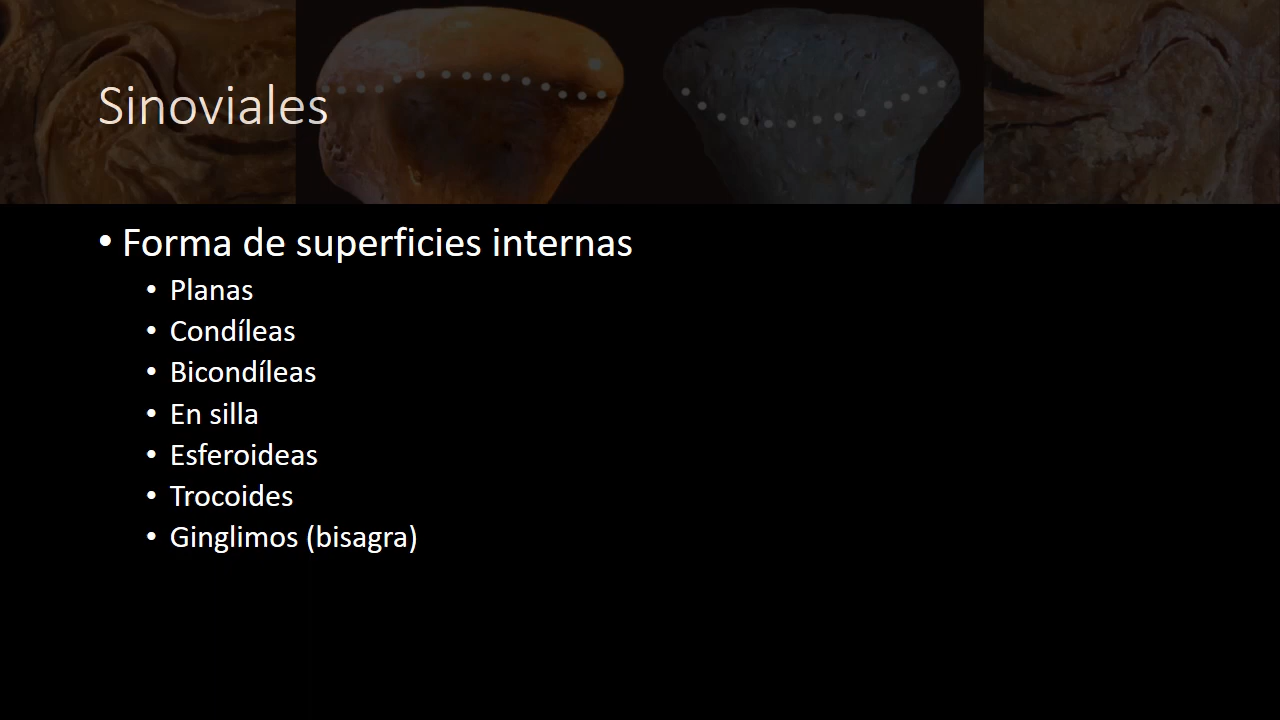 Sinoviales
• Forma de superficies internas
• Planas
• Condíleas
• Bicondíleas
• En silla
• Esferoideas
• Trocoides
• Ginglimos (bisagra)